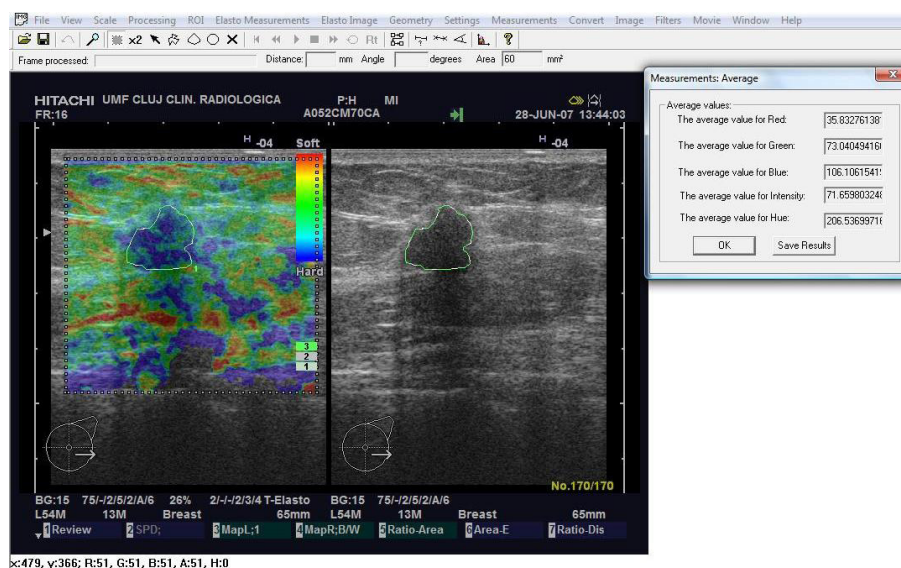 File View Scale Processing ROI Elasto Measurements Elasto Image Geometry Settings Measurements Convert Image Filters Movie Window Help
x2 Rt
Frame processed: Distance: mm Angle degrees Area 60 mm²
HITACHI UMF CLUJ CLIN. RADIOLOGICA P:H MI
FR:16 A052CM70CA 28-JUN-07 13:44:03
H -04 Soft H -04
Hard
3
2
1
No.170/170
BG:15 75/-/2/5/2/A/6 26% 2/-/-/2/3/4 T-Elasto BG:15 75/-/2/5/2/A/6
L54M 13M Breast 65mm L54M 13M Breast 65mm
1 Review 2 SPD; 3 MapL;1 4 MapR;B/W 5 Ratio-Area 6 Area-E 7 Ratio-Dis
x:479, y:366; R:51, G:51, B:51, A:51, H:0
Measurements: Average
Average values:
The average value for Red: 35.83276138
The average value for Green: 73.04049416
The average value for Blue: 106.1061541
The average value for Intensity: 71.65980324
The average value for Hue: 206.5369971
OK Save Results